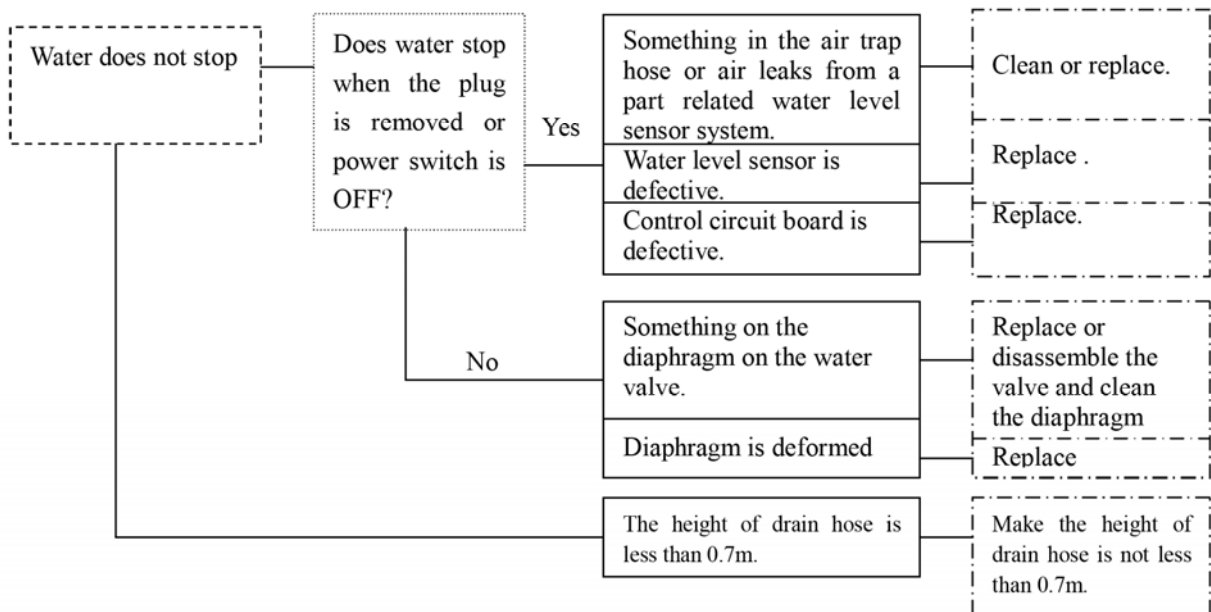 Water does not stop
Does water stop
when the plug
is removed or
power switch is
OFF?
Yes
Something in the air trap
hose or air leaks from a
part related water level
sensor system.
Clean or replace.
Water level sensor is
defective.
Replace .
Control circuit board is
defective.
Replace.
No
Something on the
diaphragm on the water
valve.
Replace or
disassemble the
valve and clean
the diaphragm
Diaphragm is deformed
Replace
The height of drain hose is
less than 0.7m.
Make the height of
drain hose is not less
than 0.7m.